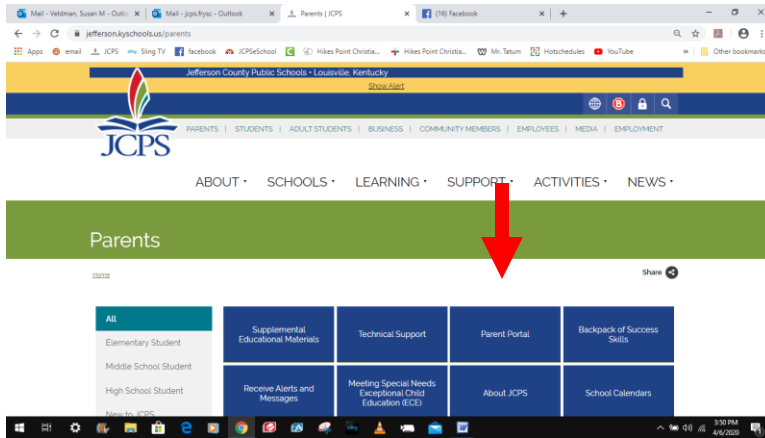 Mail - Veldman, Susan M - Outlo
Mail - jcps.frysc - Outlook
Parents | JCPS
(16) Facebook
jefferson.kyschools.us/parents
Apps
email
JCPS
Sling TV
facebook
JCPSeSchool
Hikes Point Christia...
Hikes Point Christia...
Mr. Tatum
Hotschedules
YouTube
Other bookmarks
Jefferson County Public Schools • Louisville, Kentucky
Show Alert
JCPS
PARENTS | STUDENTS | ADULT STUDENTS | BUSINESS | COMMUNITY MEMBERS | EMPLOYEES | MEDIA | EMPLOYMENT
ABOUT • SCHOOLS • LEARNING • SUPPORT • ACTIVITIES • NEWS •
Parents
Home
Share
All
Elementary Student
Middle School Student
High School Student
New to JCPS
Supplemental
Educational Materials
Technical Support
Parent Portal
Backpack of Success
Skills
Receive Alerts and
Messages
Meeting Special Needs
Exceptional Child
Education (ECE)
About JCPS
School Calendars
3:50 PM
4/6/2020